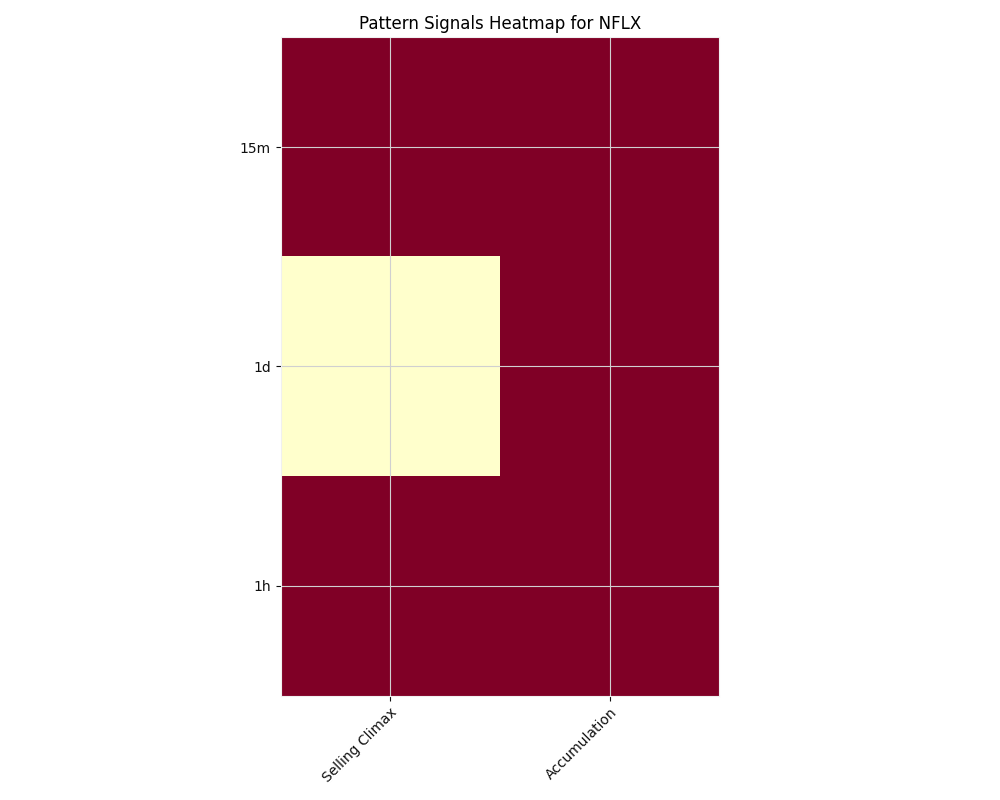 Pattern Signals Heatmap for NFLX
15m
1d
1h
Selling Climax
Accumulation